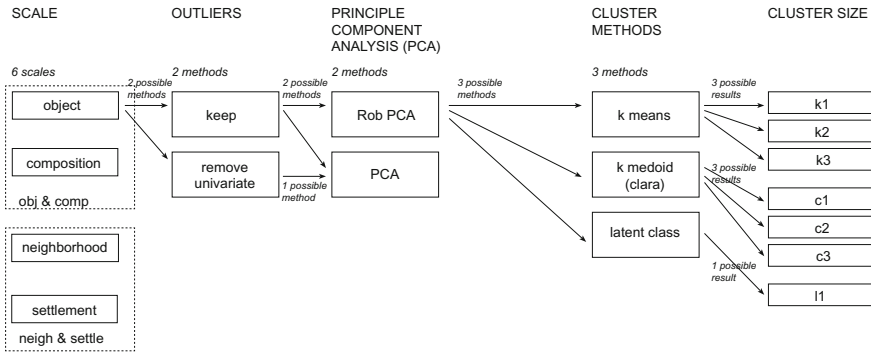 SCALE
OUTLIERS
PRINCIPLE
COMPONENT
ANALYSIS (PCA)
CLUSTER
METHODS
CLUSTER SIZE
6 scales
2 methods
2 methods
3 methods
2 possible
methods
2 possible
methods
3 possible
methods
3 possible
results
object
keep
Rob PCA
k means
k1
k2
k3
composition
remove
univariate
PCA
k medoid
(clara)
3 possible
results
1 possible
method
obj & comp
c1
c2
c3
neighborhood
latent class
1 possible
result
l1
settlement
neigh & settle